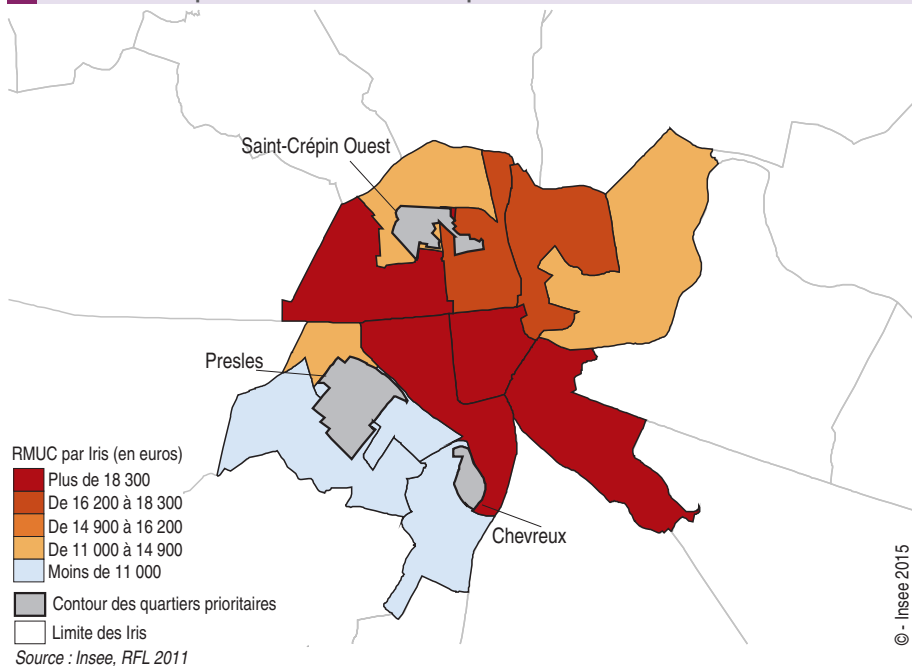 Saint-Crépin Ouest
Presles
Chevreux
RMUC par Iris (en euros)
Plus de 18 300
De 16 200 à 18 300
De 14 900 à 16 200
De 11 000 à 14 900
Moins de 11 000
Contour des quartiers prioritaires
Limite des Iris
Source : Insee, RFL 2011
© - Insee 2015